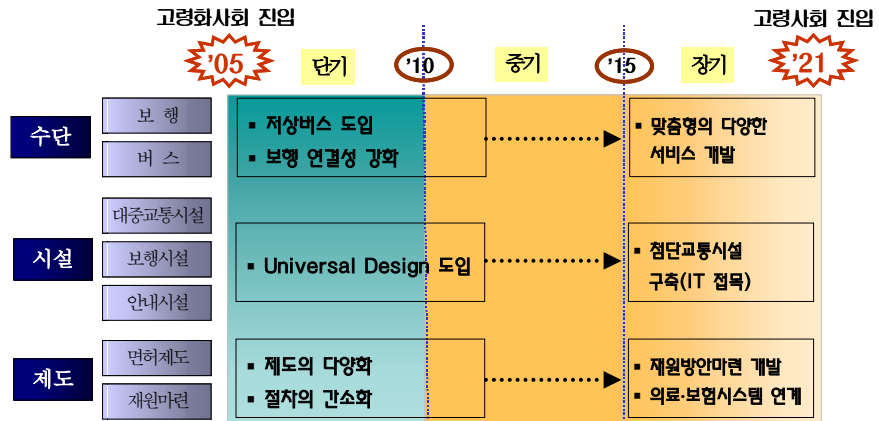 고령화사회 진입
고령사회 진입
'05
단기
'10
중기
'15
장기
'21
수단
보 행
버 스
▪ 저상버스 도입
▪ 보행 연결성 강화
▪ 맞춤형의 다양한
서비스 개발
시설
대중교통시설
보행시설
안내시설
▪ Universal Design 도입
▪ 첨단교통시설
구축(IT 접목)
제도
면허제도
재원마련
▪ 제도의 다양화
▪ 절차의 간소화
▪ 재원방안마련 개발
▪ 의료·보험시스템 연계